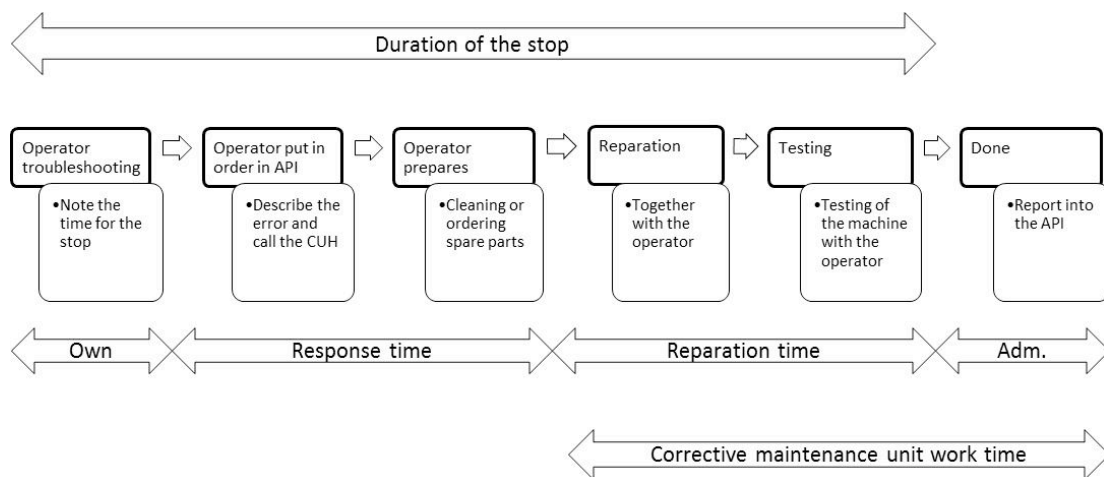 Duration of the stop
Operator
troubleshooting
•Note the
time for the
stop
Operator put in
order in API
•Describe the
error and
call the CUH
Operator
prepares
•Cleaning or
ordering
spare parts
Reparation
•Together
with the
operator
Testing
•Testing of
the machine
with the
operator
Done
•Report into
the API
Own
Response time
Reparation time
Adm.
Corrective maintenance unit work time